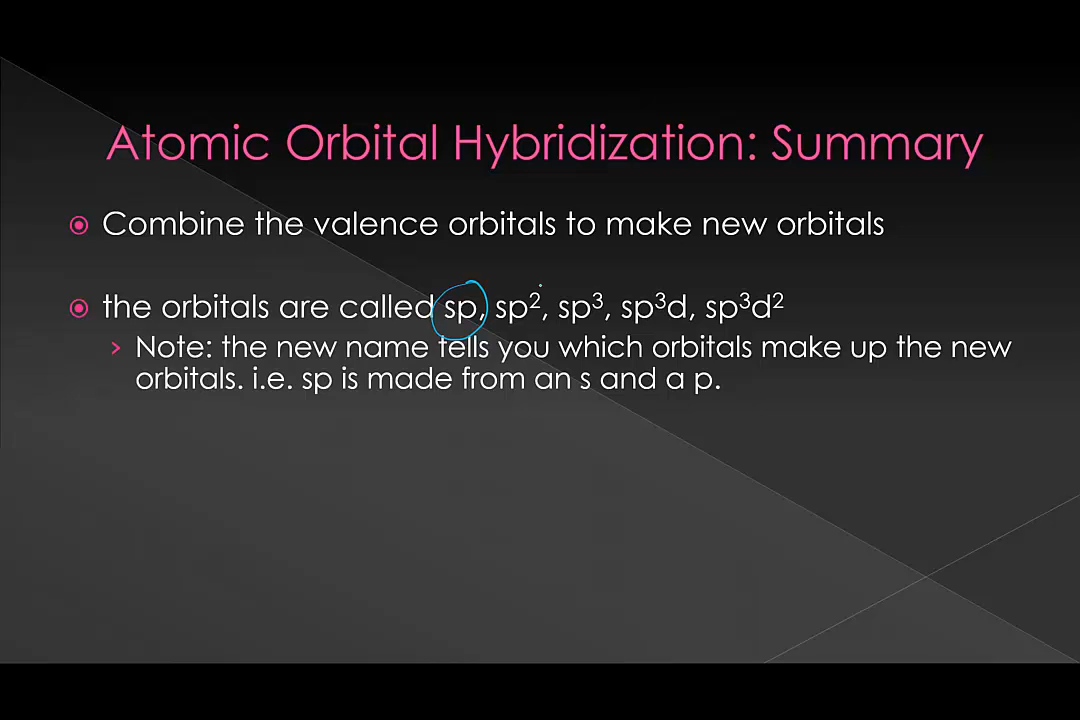 Atomic Orbital Hybridization: Summary
Combine the valence orbitals to make new orbitals
the orbitals are called sp, sp², sp³, sp³d, sp³d²
Note: the new name tells you which orbitals make up the new
orbitals. i.e. sp is made from an s and a p.